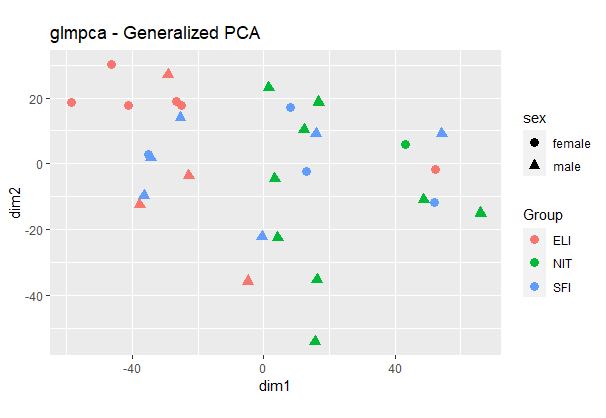 glmpca - Generalized PCA
20
0
-20
-40
dim2
-40
0
40
dim1
sex
female
male
Group
ELI
NIT
SFI